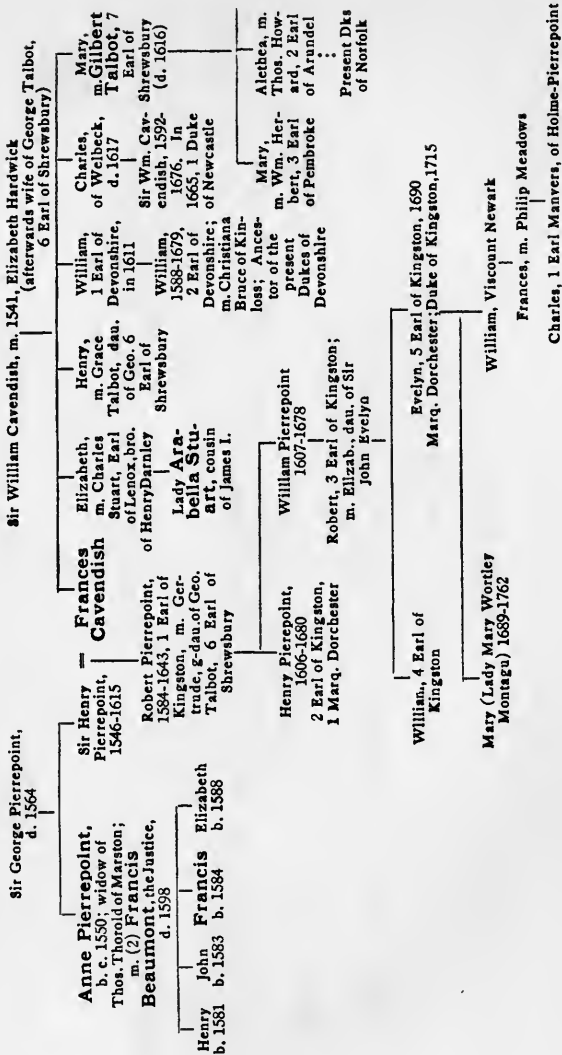 Sir George Pierrepoint,
d. 1564
Sir William Cavendish, m. 1541, Elizabeth Hardwick
(afterwards wife of George Talbot,
6 Earl of Shrewsbury)
Anne Pierrepoint,
b. c. 1550; widow of
Thos. Thorold of Marston;
m. (2) Francis
Beaumont, the Justice,
d. 1598
Sir Henry
Pierrepoint,
1546-1615
=
Frances
Cavendish
Elizabeth,
m. Charles
Stuart, Earl
of Lenox, bro.
of Henry Darnley
Henry,
m. Grace
Talbot, dau.
of Geo. 6
Earl of
Shrewsbury
William,
1 Earl of
Devonshire,
in 1611
Charles,
of Welbeck,
d. 1617
Mary,
m. Gilbert
Talbot, 7
Earl of
Shrewsbury
(d. 1616)
Henry
b. 1581
John
b. 1583
Francis
b. 1584
Elizabeth
b. 1588
Robert Pierrepoint,
1584-1643, 1 Earl of
Kingston, m. Ger-
trude, g-dau. of Geo.
Talbot, 6 Earl of
Shrewsbury
Lady Ara-
bella Stu-
art, cousin
of James I.
William,
1588-1679,
2 Earl of
Devonshire;
m. Christiana
Bruce of Kin-
loss; Ances-
tor of the
present
Dukes of
Devonshire
Sir Wm. Cav-
endish, 1592-
1676, In
1665, 1 Duke
of Newcastle
Mary,
m. Wm. Her-
bert, 3 Earl
of Pembroke
Alethea, m.
Thos. How-
ard, 2 Earl
of Arundel
Present Dks
of Norfolk
Henry Pierepoint,
1606-1680
2 Earl of Kingston,
1 Marq. Dorchester
William Pierrepoint
1607-1678
Robert, 3 Earl of Kingston;
m. Elizab., dau. of Sir
John Evelyn
William, 4 Earl of
Kingston
Evelyn, 5 Earl of Kingston, 1690
Marq. Dorchester; Duke of Kingston, 1715
Mary (Lady Mary Wortley
Montagu) 1689-1762
William, Viscount Newark
Frances, m. Philip Meadows
Charles, 1 Earl Manvers, of Holme-Pierrepoint